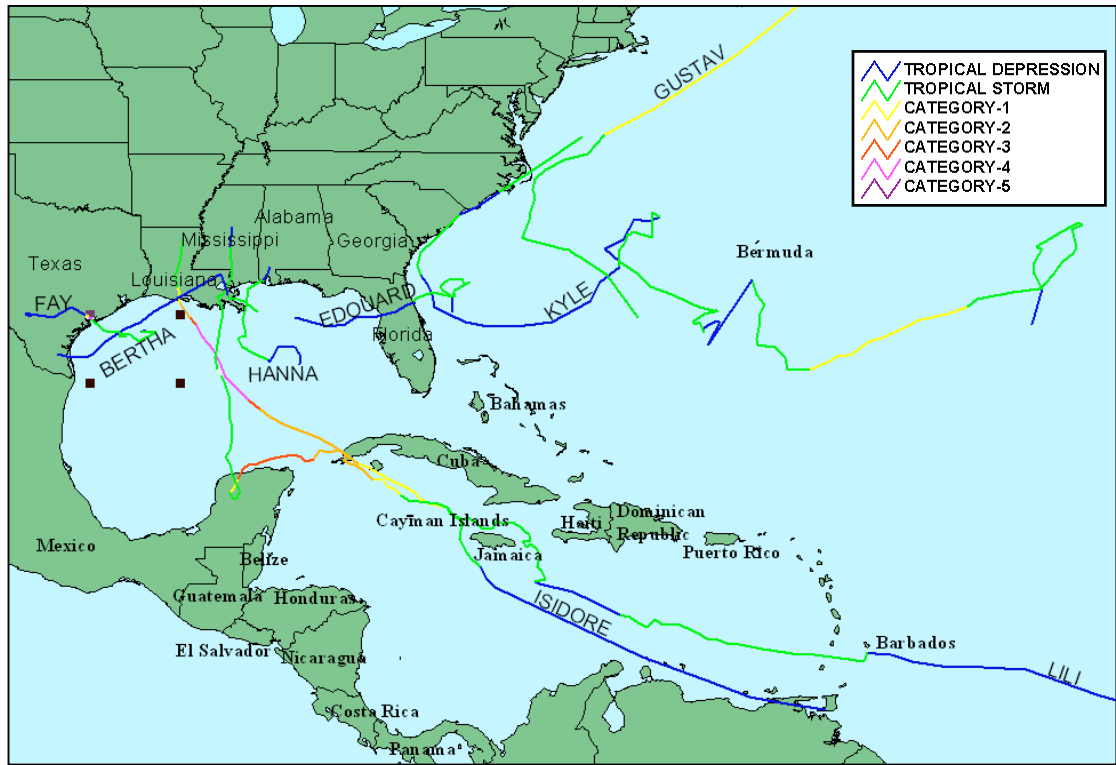 GUSTAV
TROPICAL DEPRESSION
TROPICAL STORM
CATEGORY-1
CATEGORY-2
CATEGORY-3
CATEGORY-4
CATEGORY-5
Alabama
Mississippi
Georgia
Texas
Louisiana
Bérmuda
FAY
EDOUARD
KYLE
BERTHA
Florida
HANNA
Bahamas
Cuba
Cayman Islands
Haiti
Dominican
Republic
Mexico
Jamaica
Puerto Rico
Belize
Guatemala
Honduras
ISIDORE
El Salvador
Nicaragua
Barbados
LILI
Costa Rica
Panama